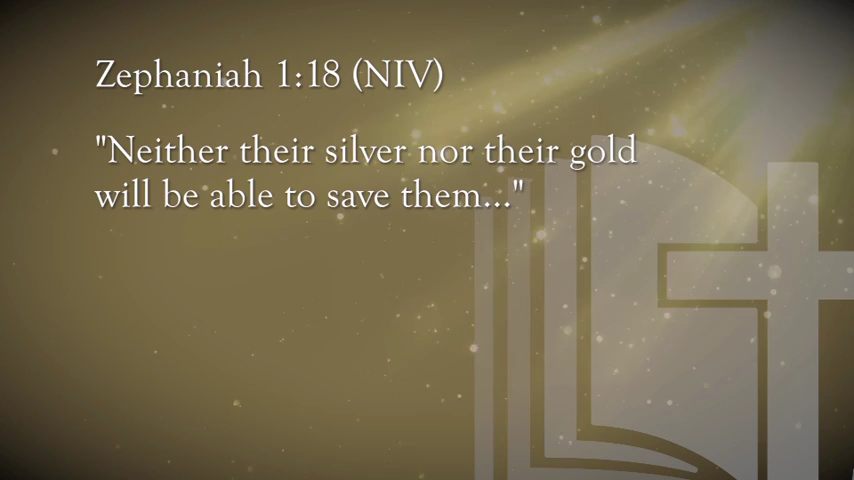 Zephaniah 1:18 (NIV)
"Neither their silver nor their gold
will be able to save them..."